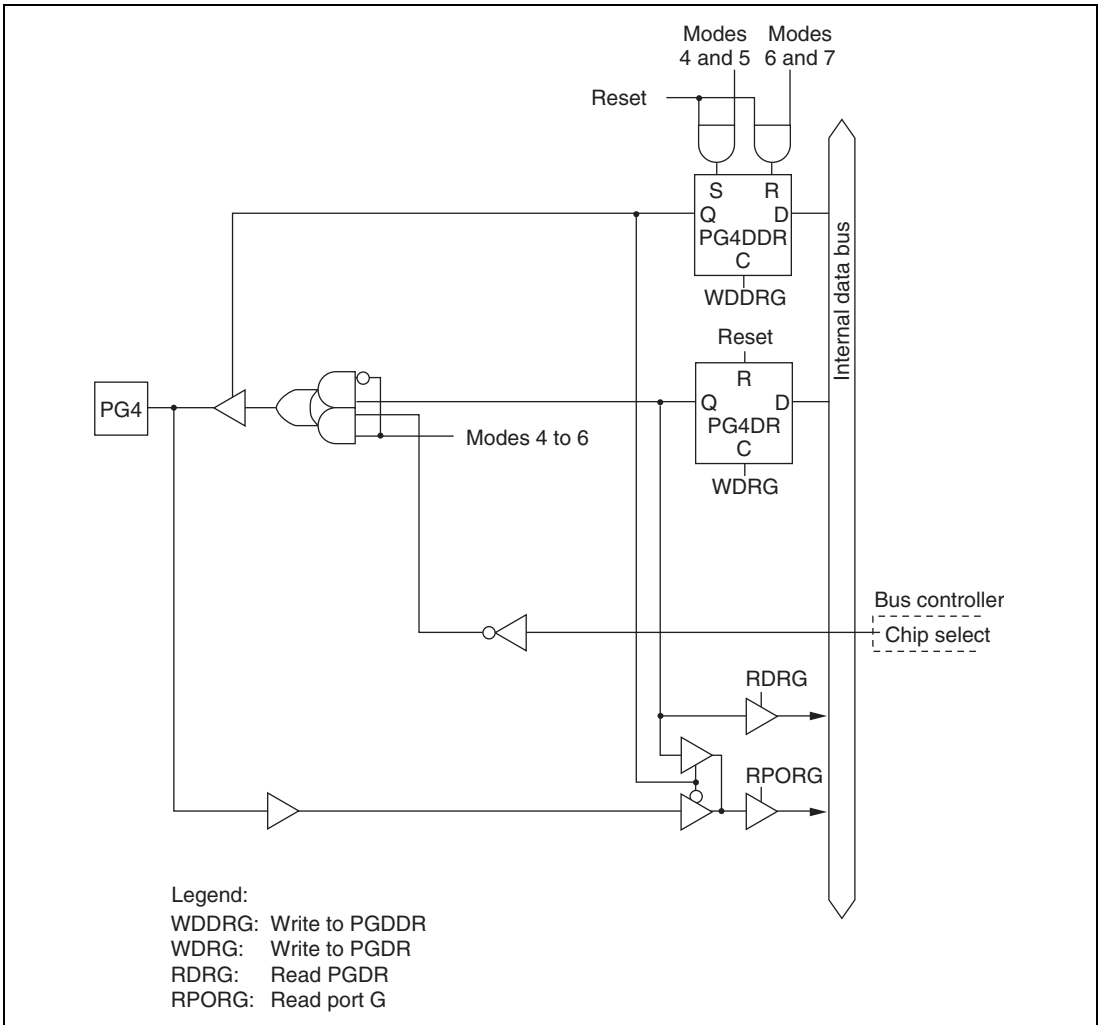 Modes 4 and 5
Modes 6 and 7
Reset
S R
Q D
PG4DDR
C
WDDRG
Internal data bus
Reset
R
Q D
PG4DR
C
WDRG
PG4
Modes 4 to 6
Bus controller
Chip select
RDRG
RPORG
Legend:
WDDRG: Write to PGDDR
WDRG: Write to PGDR
RDRG: Read PGDR
RPORG: Read port G